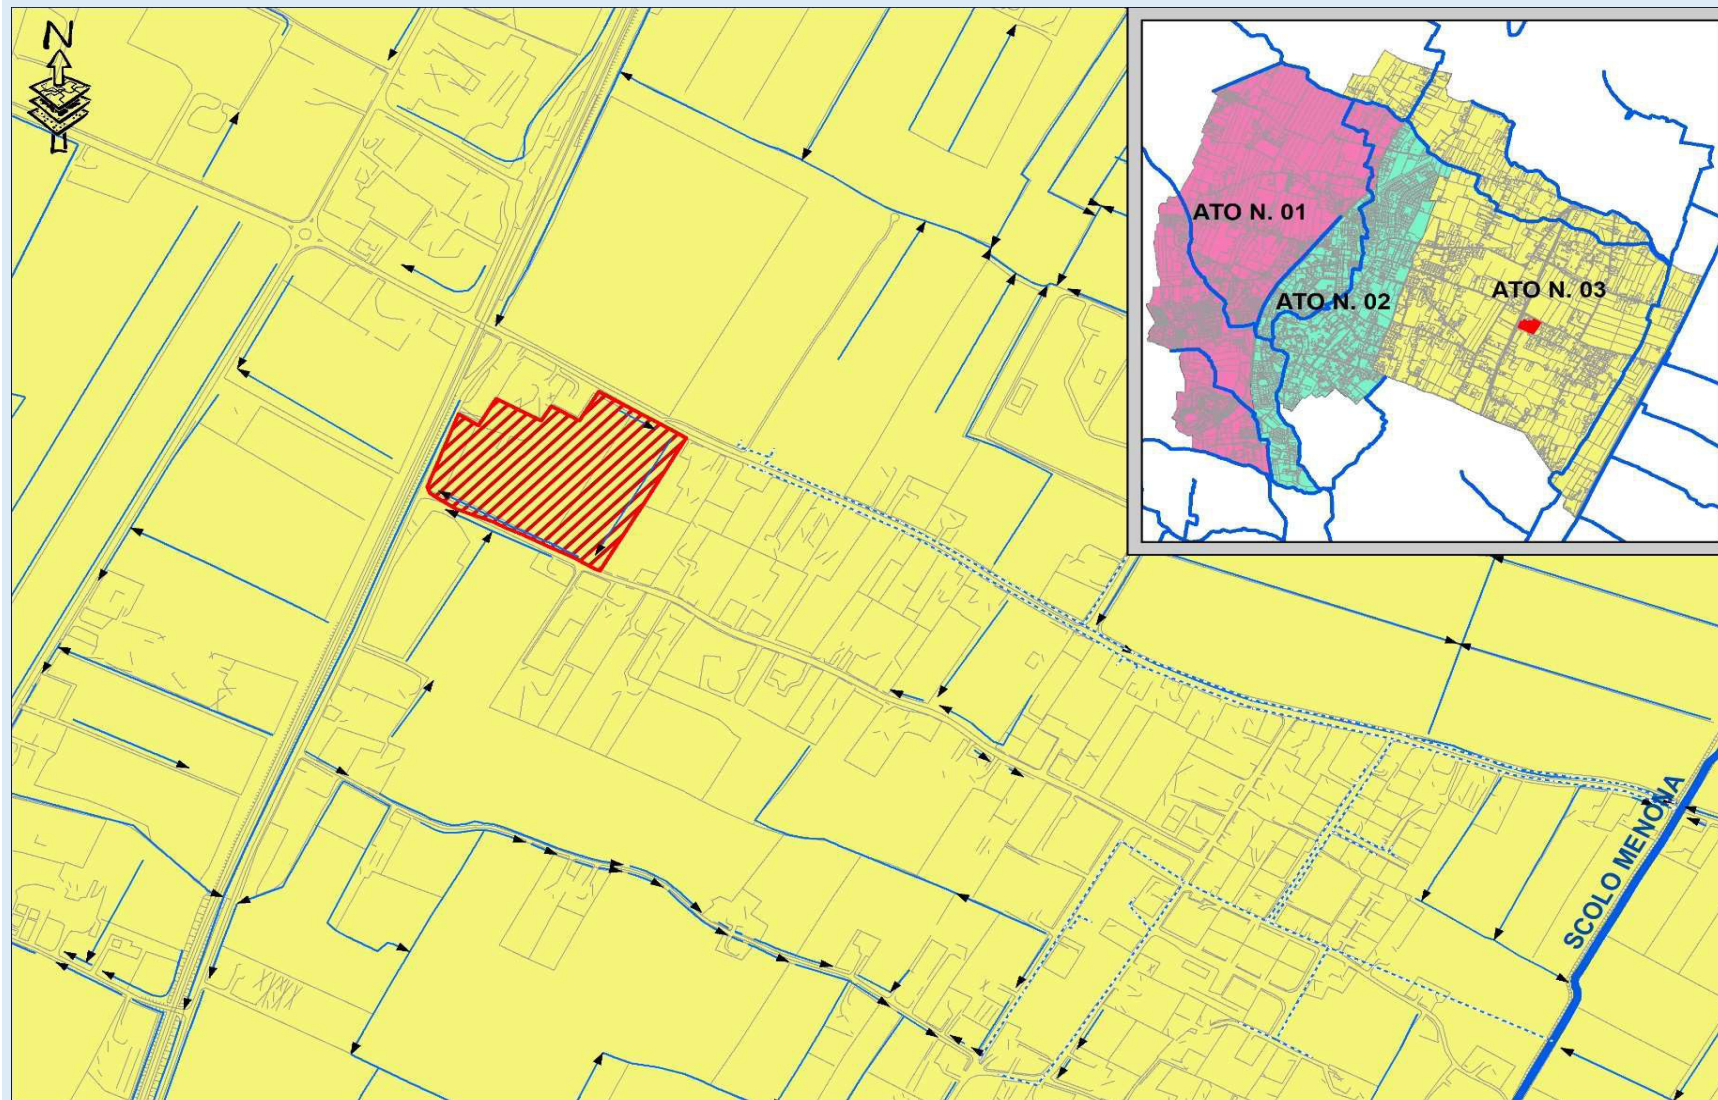 N
ATO N. 01
ATO N. 02
ATO N. 03
SCOLO MENONA